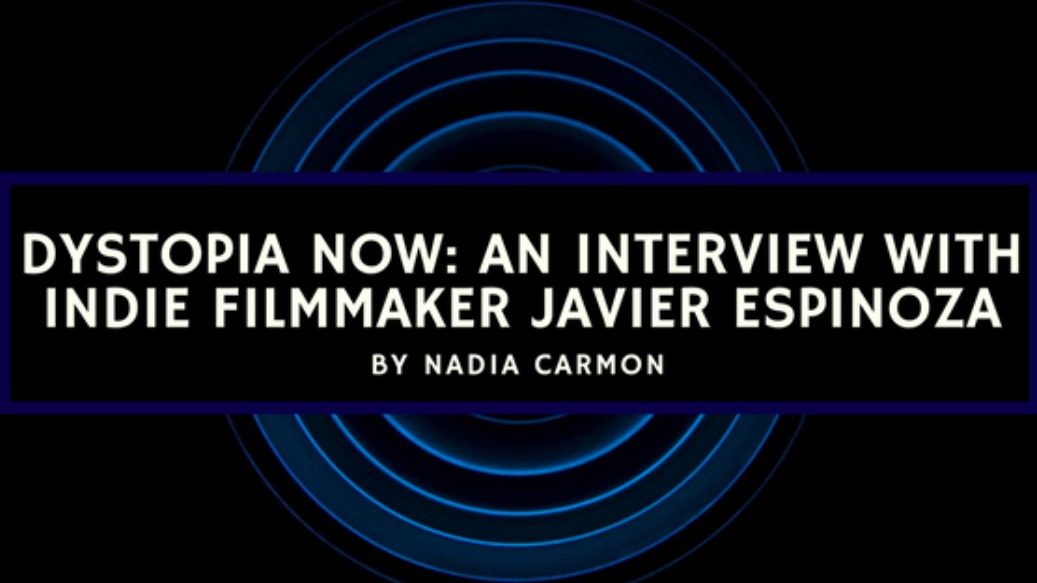 DYSTOPIA NOW: AN INTERVIEW WITH
INDIE FILMMAKER JAVIER ESPINOZA
BY NADIA CARMON